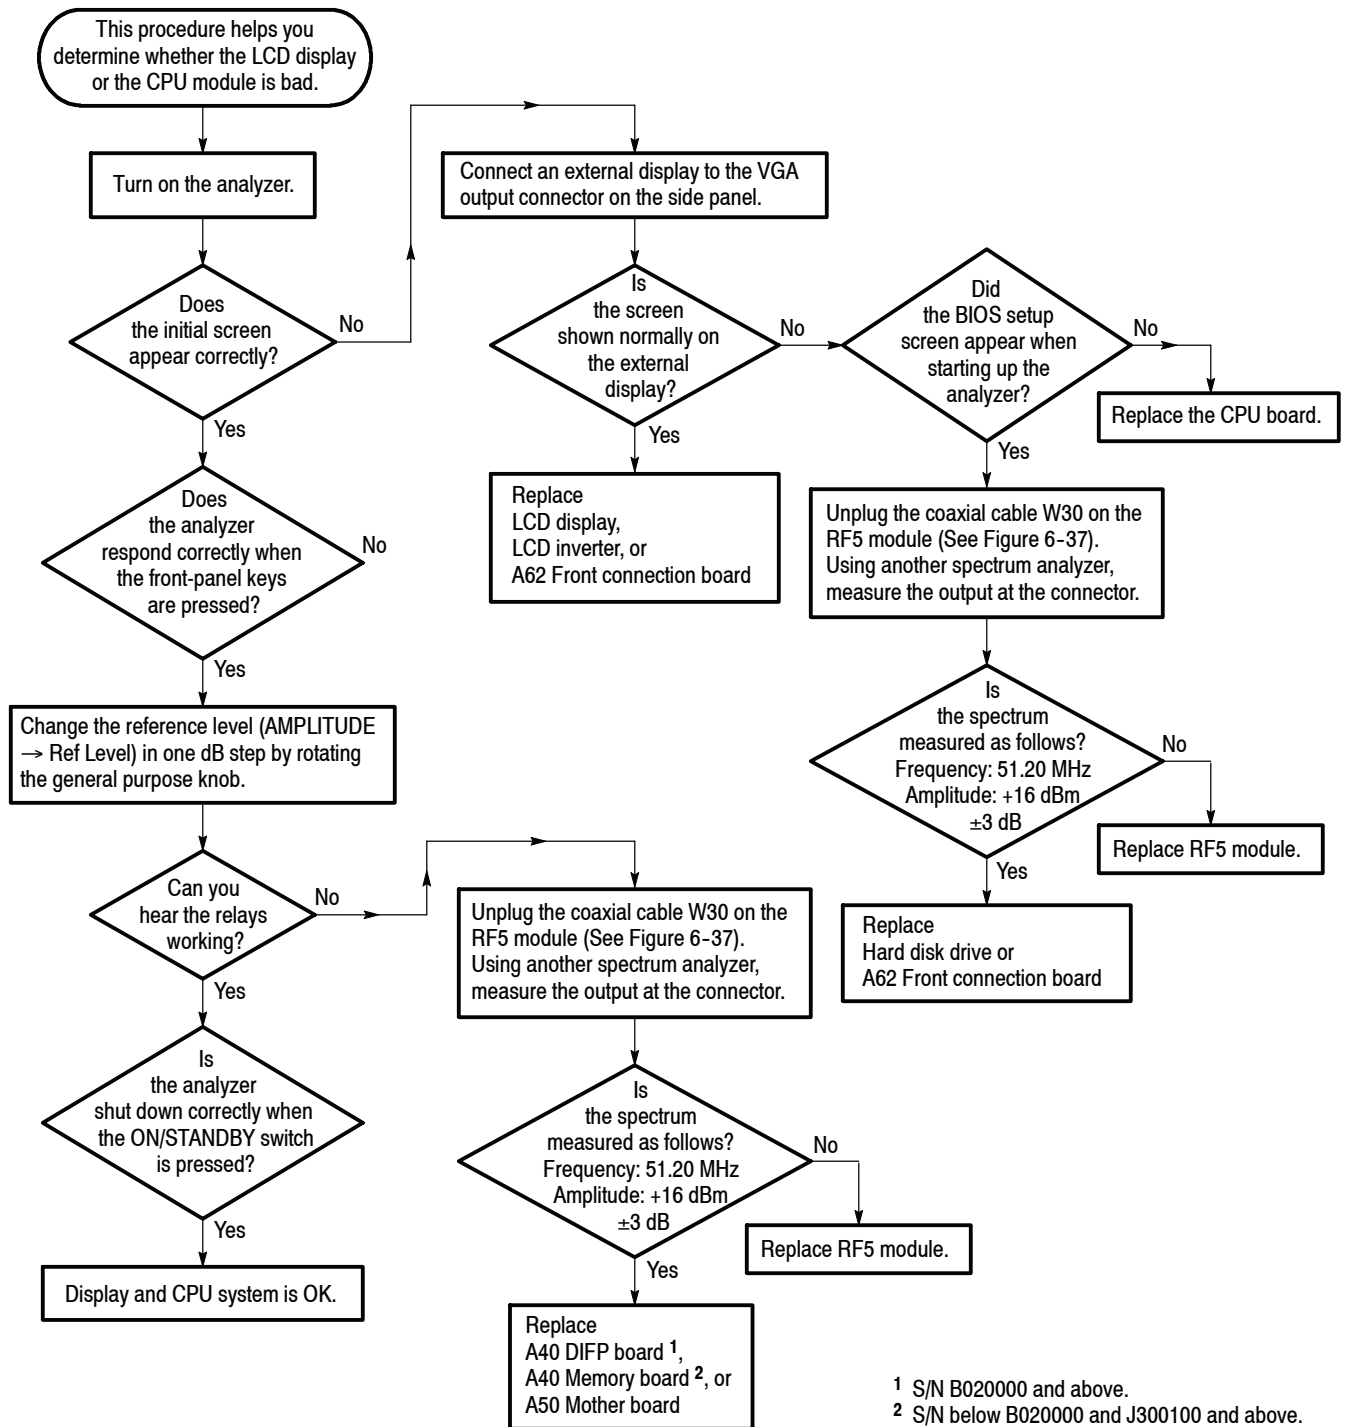 This procedure helps you
determine whether the LCD display
or the CPU module is bad.
Turn on the analyzer.
Does
the initial screen
appear correctly?
No
Yes
Does
the analyzer
respond correctly when
the front-panel keys
are pressed?
No
Yes
Change the reference level (AMPLITUDE
→ Ref Level) in one dB step by rotating
the general purpose knob.
Can you
hear the relays
working?
No
Yes
Is
the analyzer
shut down correctly when
the ON/STANDBY switch
is pressed?
Yes
Display and CPU system is OK.
Connect an external display to the VGA
output connector on the side panel.
Is
the screen
shown normally on
the external
display?
No
Yes
Replace
LCD display,
LCD inverter, or
A62 Front connection board
Did
the BIOS setup
screen appear when
starting up the
analyzer?
No
Replace the CPU board.
Yes
Unplug the coaxial cable W30 on the
RF5 module (See Figure 6-37).
Using another spectrum analyzer,
measure the output at the connector.
Is
the spectrum
measured as follows?
Frequency: 51.20 MHz
Amplitude: +16 dBm
±3 dB
No
Replace RF5 module.
Yes
Replace
Hard disk drive or
A62 Front connection board
Unplug the coaxial cable W30 on the
RF5 module (See Figure 6-37).
Using another spectrum analyzer,
measure the output at the connector.
Is
the spectrum
measured as follows?
Frequency: 51.20 MHz
Amplitude: +16 dBm
±3 dB
No
Replace RF5 module.
Yes
Replace
A40 DIFP board 1,
A40 Memory board 2, or
A50 Mother board
1 S/N B020000 and above.
2 S/N below B020000 and J300100 and above.